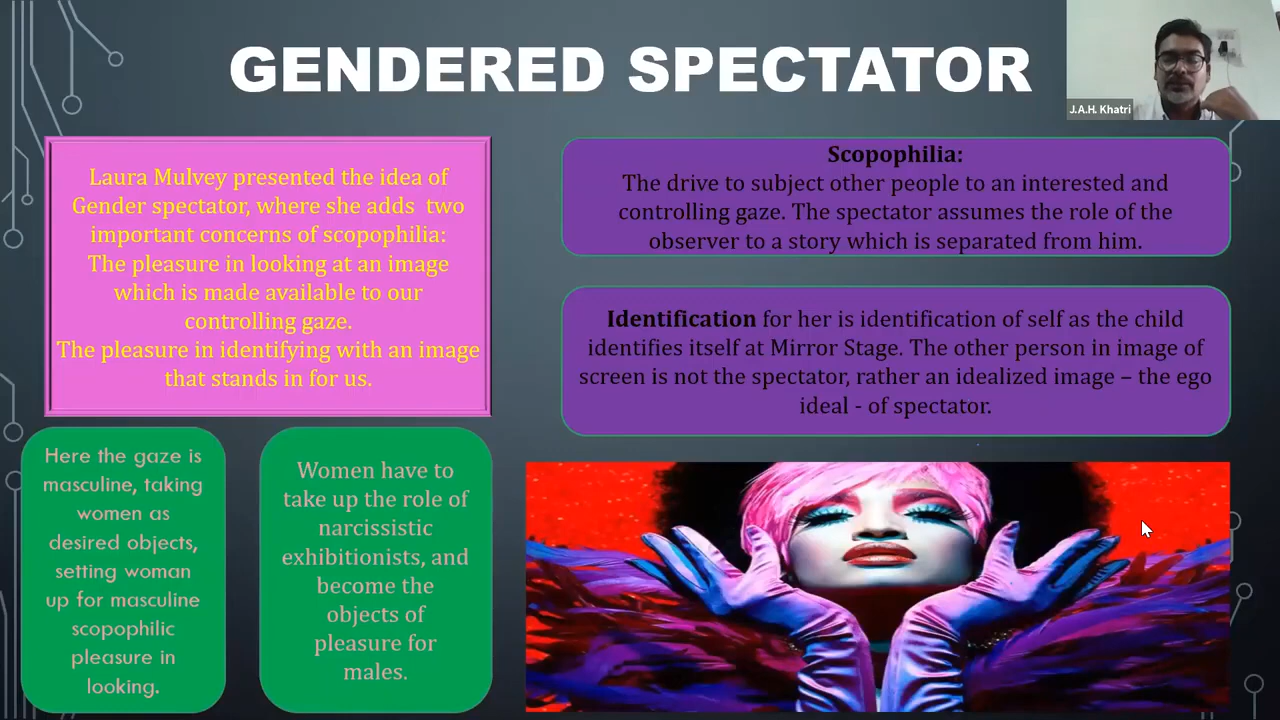 GENDERED SPECTATOR
J.A.H. Khatri
Laura Mulvey presented the idea of
Gender spectator, where she adds  two
important concerns of scopophilia:
The pleasure in looking at an image
which is made available to our
controlling gaze.
The pleasure in identifying with an image
that stands in for us.
Scopophilia:
The drive to subject other people to an interested and
controlling gaze. The spectator assumes the role of the
observer to a story which is separated from him.
Identification for her is identification of self as the child
identifies itself at Mirror Stage. The other person in image of
screen is not the spectator, rather an idealized image – the ego
ideal - of spectator.
Here the gaze is
masculine, taking
women as
desired objects,
setting woman
up for masculine
scopophilic
pleasure in
looking.
Women have to
take up the role of
narcissistic
exhibitionists, and
become the
objects of
pleasure for
males.